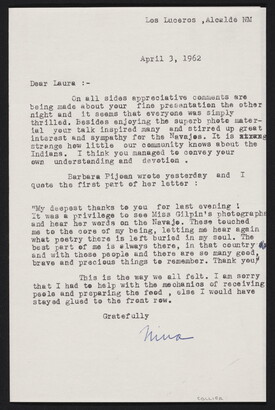 Los Luceros ,Alcalde NM
April 3, 1962
Dear Laura :-
On all sides appreciative comments are
being made about your fine presentation the other
night and it seems that everyone was simply
thrilled. Besides enjoying the superb photo mater-
ial your talk inspired many and stirred up great
interest and sympathy for the Navajos. It is
strange how little our community knows about the
Indians. I think you managed to convey your
own understanding and devotion .
Barbara Pijoan wrote yesterday and I
quote the first part of her letter :
"My deepest thanks to you for last evening :
It was a privilege to see Miss Gilpin's photographs
and hear her words on the Navajo. These touched
me to the core of my being, letting me hear again
what poetry there is left buried in my soul. The
best part of me is always there, in that country
and with those people and there are so many good,
brave and precious things to remember. Thank you"
This is the way we all felt. I am sorry
that I had to help with the mechanics of receiving
peole and preparing the food , else I would have
stayed glued to the front row.
Gratefully
Nina
COLLIER